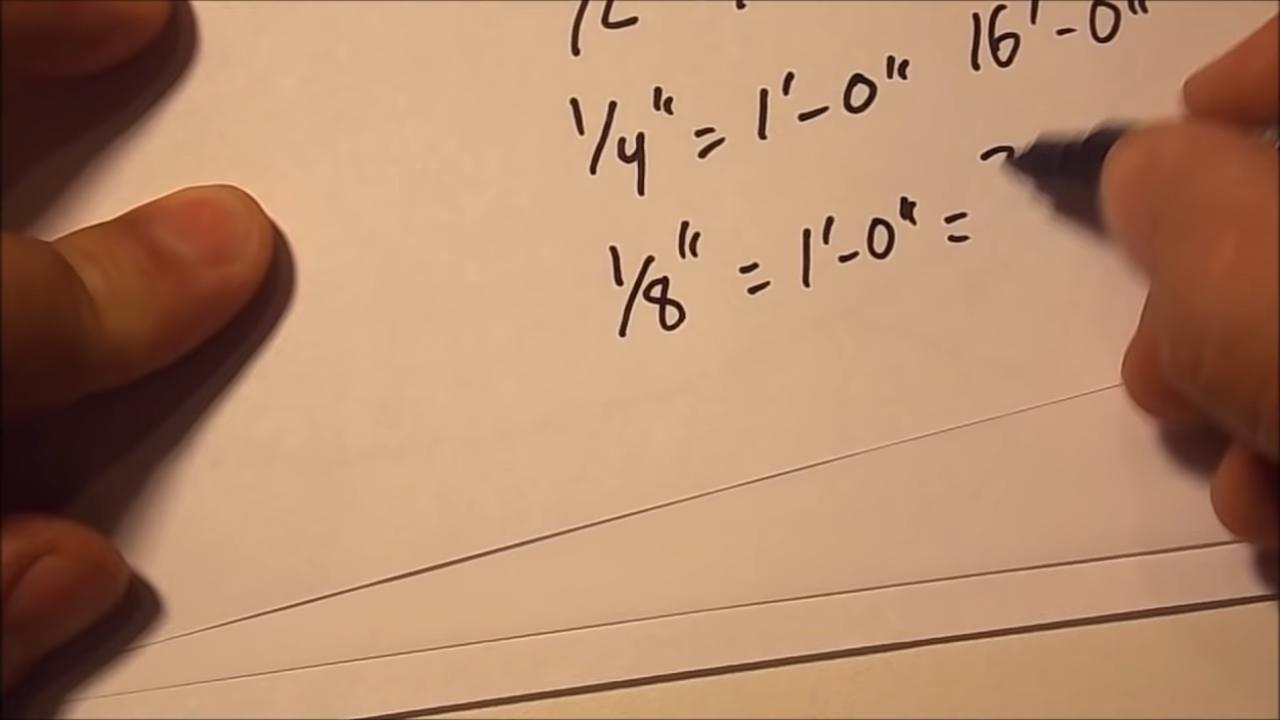 1/4" = 1'-0" 16'-0"
1/8" = 1'-0" =